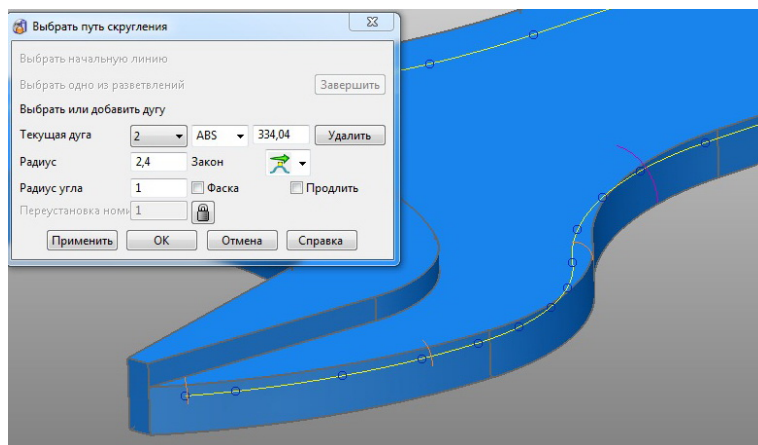 Выбрать путь скругления
Выбрать начальную линию
Выбрать одно из разветвлений Завершить
Выбрать или добавить дугу
Текущая дуга 2 ABS 334,04 Удалить
Радиус 2,4 Закон
Радиус угла 1 Фаска Продлить
Переустановка номи 1
Применить OK Отмена Справка